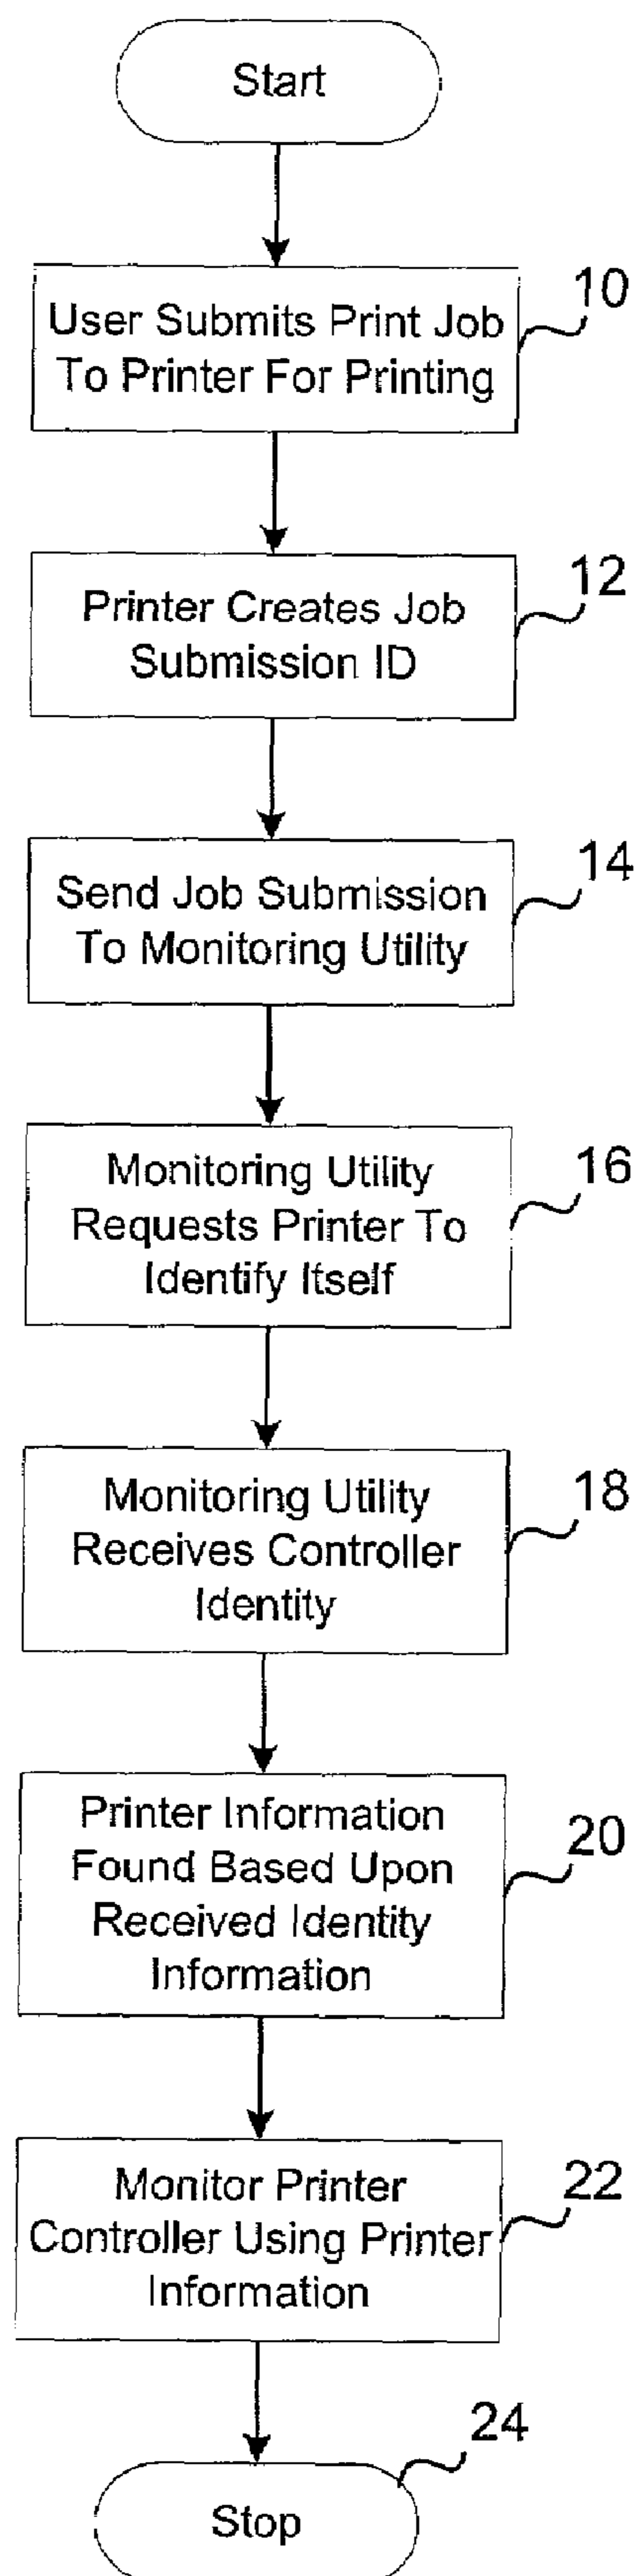 Start
User Submits Print Job
To Printer For Printing
10
Printer Creates Job
Submission ID
12
Send Job Submission
To Monitoring Utility
14
Monitoring Utility
Requests Printer To
Identify Itself
16
Monitoring Utility
Receives Controller
Identity
18
Printer Information
Found Based Upon
Received Identity
Information
20
Monitor Printer
Controller Using Printer
Information
22
24
Stop